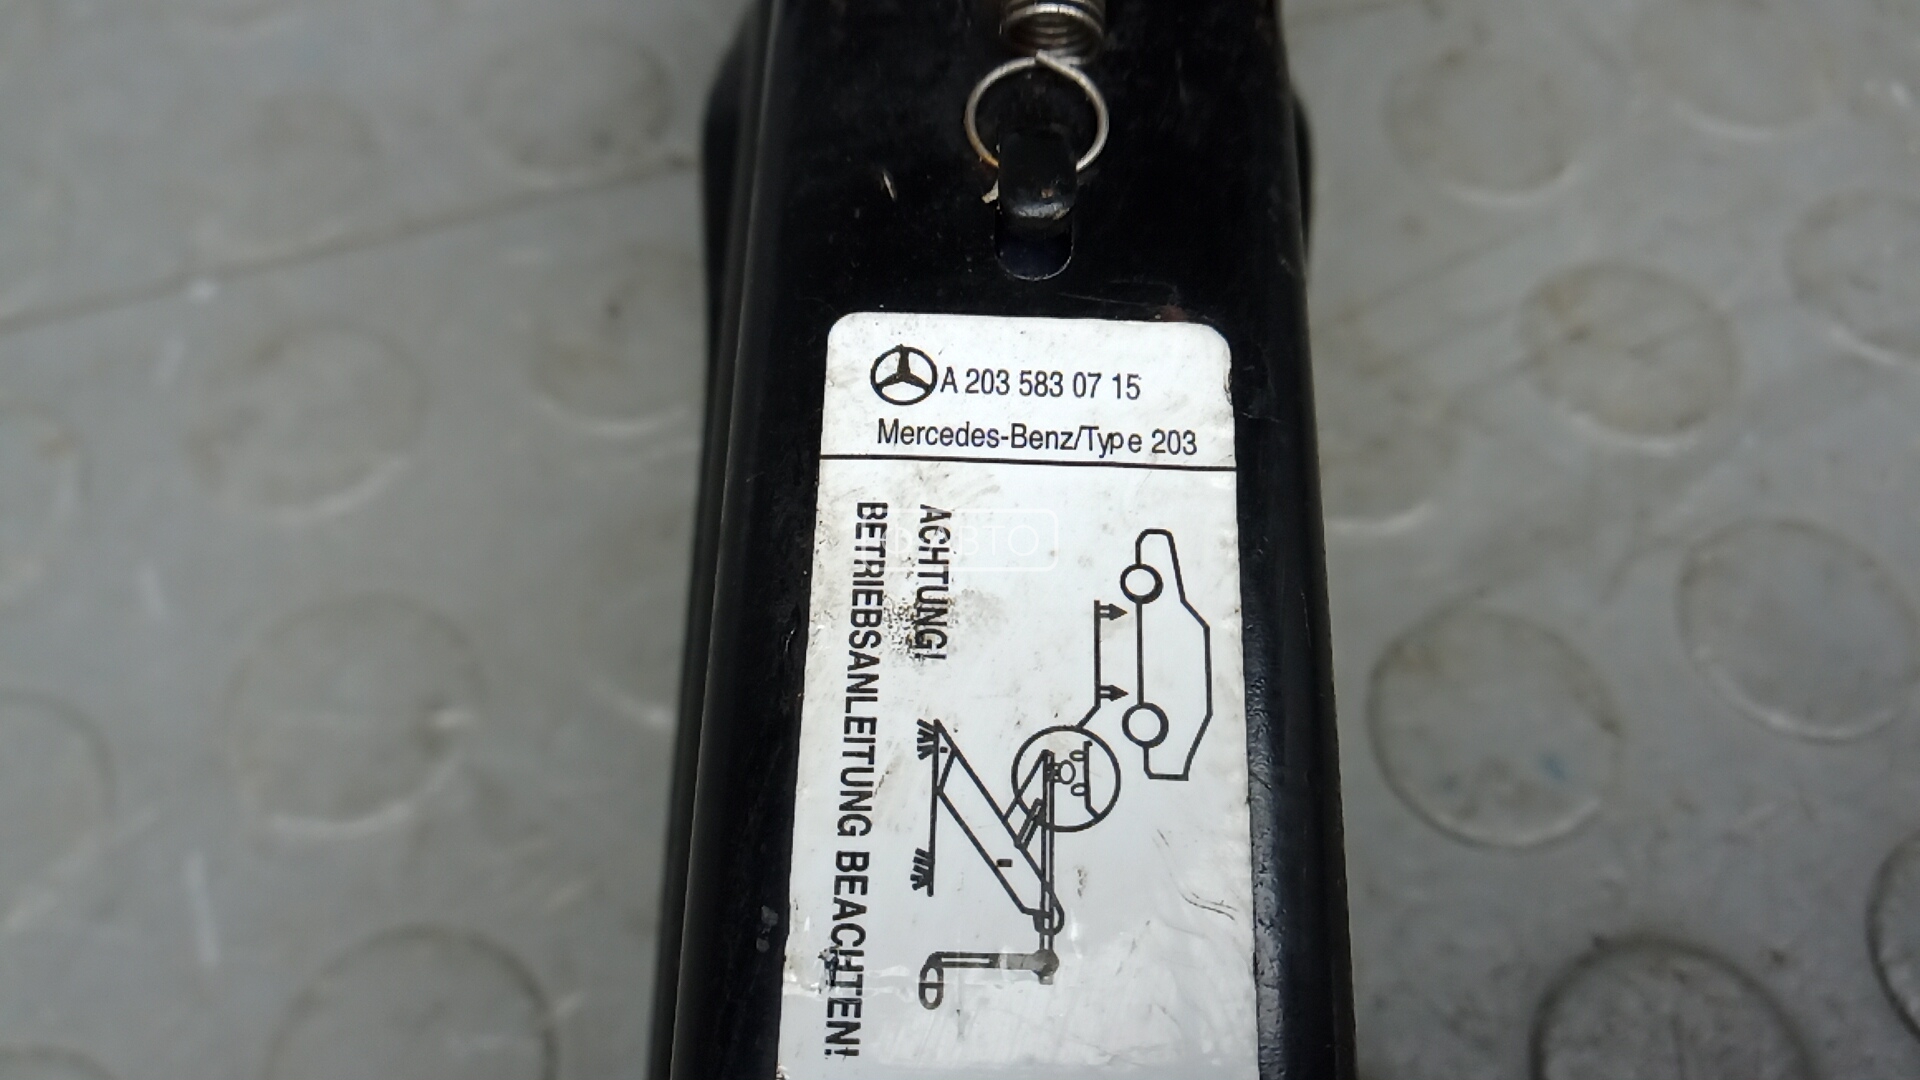 A 203 583 07 15
Mercedes-Benz/Type 203
ACHTUNG!
BETRIEBSANLEITUNG BEACHTEN!